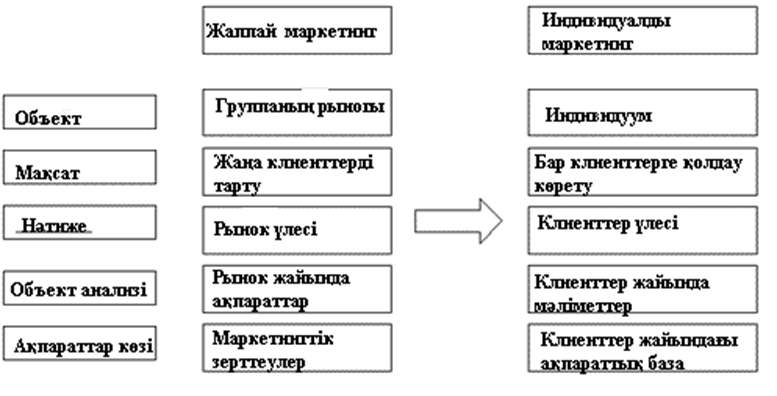 Жаппай маркетинг
Индивидуалды
маркетинг
Объект
Группаның рыногы
Индивидуум
Мақсат
Жаңа клиенттерді
тарту
Бар клиенттерге қолдау
көрету
Натиже
Рынок үлесі
Клиенттер үлесі
Объект анализі
Рынок жайында
ақпараттар
Клиенттер жайында
мәліметтер
Ақпараттар көзі
Маркетингтік
зерттеулер
Клиенттер жайындағы
ақпараттық база